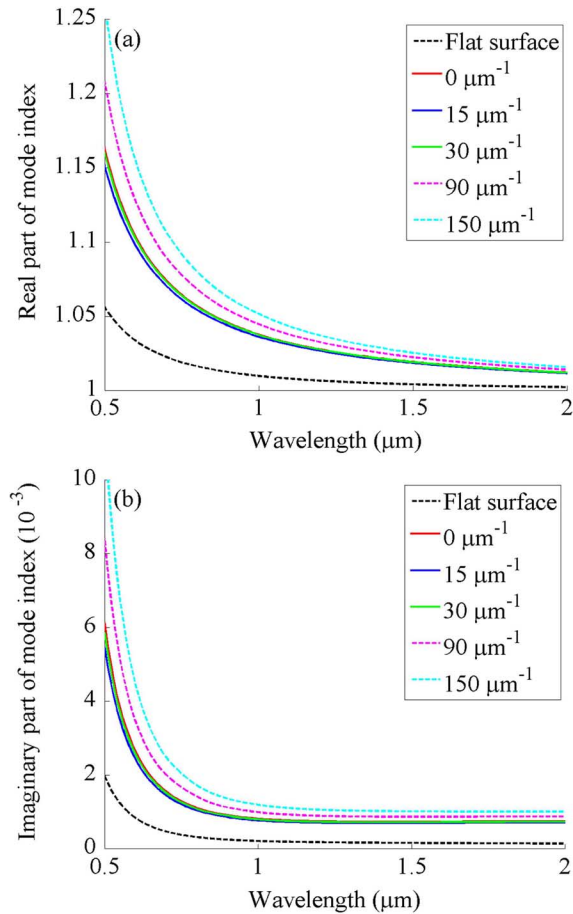 (a)
Real part of mode index
1.25
1.2
1.15
1.1
1.05
1
0.5
1
1.5
2
Wavelength (μm)
Flat surface
0 μm⁻¹
15 μm⁻¹
30 μm⁻¹
90 μm⁻¹
150 μm⁻¹
(b)
Imaginary part of mode index (10⁻³)
10
8
6
4
2
0
0.5
1
1.5
2
Wavelength (μm)
Flat surface
0 μm⁻¹
15 μm⁻¹
30 μm⁻¹
90 μm⁻¹
150 μm⁻¹